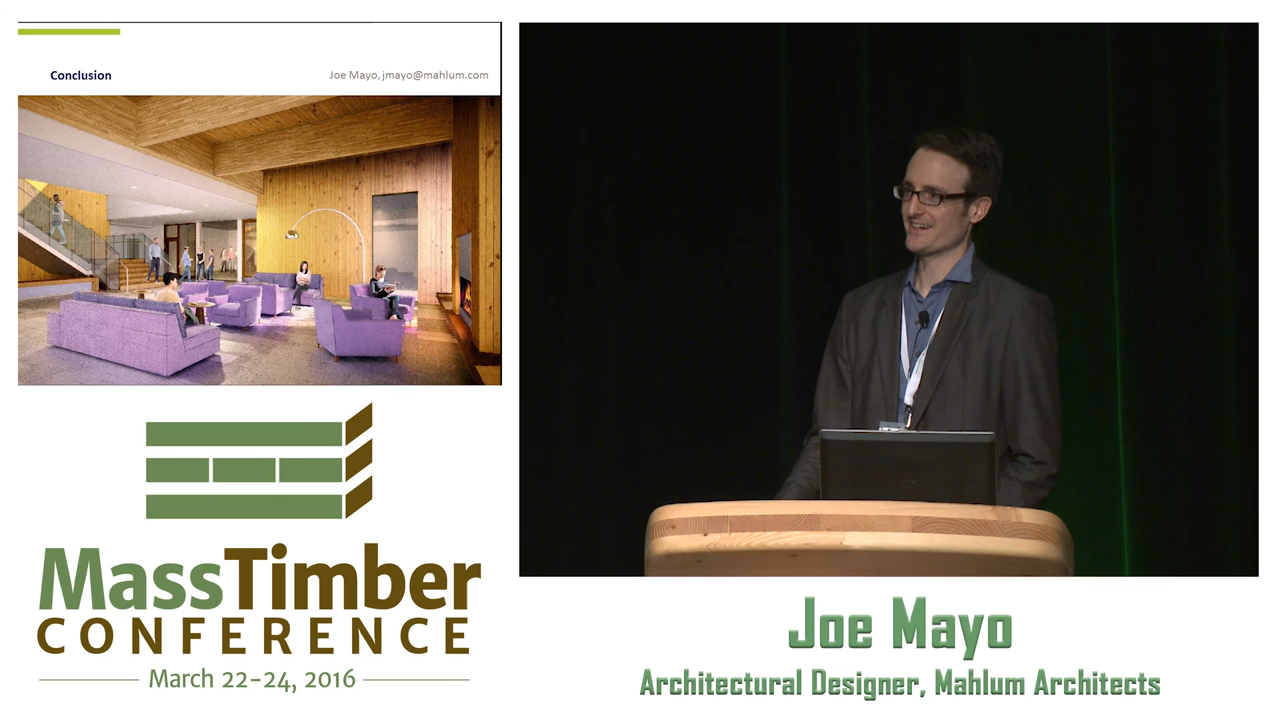 Conclusion
Joe Mayo, jmayo@mahlum.com
MassTimber
CONFERENCE
March 22-24, 2016
Joe Mayo
Architectural Designer, Mahlum Architects